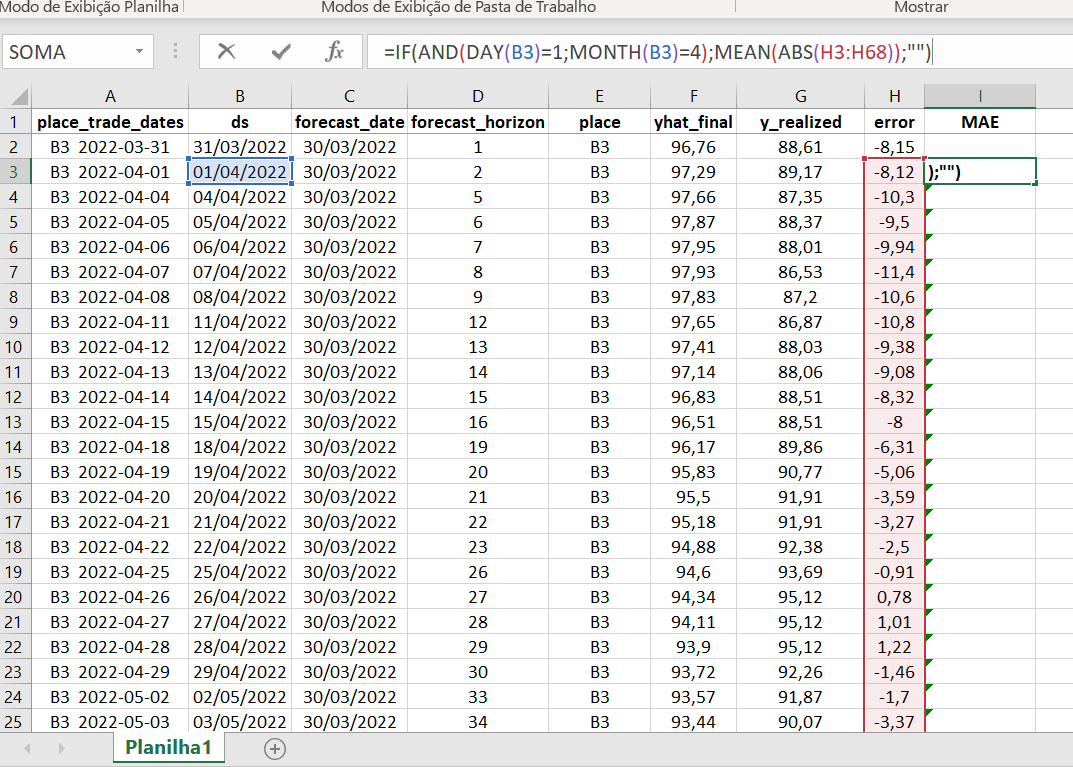 Modo de Exibição Planilha Modos de Exibição de Pasta de Trabalho Mostrar
SOMA fx =IF(AND(DAY(B3)=1;MONTH(B3)=4);MEAN(ABS(H3:H68));"")
A B C D E F G H I
1 place_trade_dates ds forecast_date forecast_horizon place yhat_final y_realized error MAE
2 B3 2022-03-31 31/03/2022 30/03/2022 1 B3 96,76 88,61 -8,15
3 B3 2022-04-01 01/04/2022 30/03/2022 2 B3 97,29 89,17 -8,12 );"")
4 B3 2022-04-04 04/04/2022 30/03/2022 5 B3 97,66 87,35 -10,3
5 B3 2022-04-05 05/04/2022 30/03/2022 6 B3 97,87 88,37 -9,5
6 B3 2022-04-06 06/04/2022 30/03/2022 7 B3 97,95 88,01 -9,94
7 B3 2022-04-07 07/04/2022 30/03/2022 8 B3 97,93 86,53 -11,4
8 B3 2022-04-08 08/04/2022 30/03/2022 9 B3 97,83 87,2 -10,6
9 B3 2022-04-11 11/04/2022 30/03/2022 12 B3 97,65 86,87 -10,8
10 B3 2022-04-12 12/04/2022 30/03/2022 13 B3 97,41 88,03 -9,38
11 B3 2022-04-13 13/04/2022 30/03/2022 14 B3 97,14 88,06 -9,08
12 B3 2022-04-14 14/04/2022 30/03/2022 15 B3 96,83 88,51 -8,32
13 B3 2022-04-15 15/04/2022 30/03/2022 16 B3 96,51 88,51 -8
14 B3 2022-04-18 18/04/2022 30/03/2022 19 B3 96,17 89,86 -6,31
15 B3 2022-04-19 19/04/2022 30/03/2022 20 B3 95,83 90,77 -5,06
16 B3 2022-04-20 20/04/2022 30/03/2022 21 B3 95,5 91,91 -3,59
17 B3 2022-04-21 21/04/2022 30/03/2022 22 B3 95,18 91,91 -3,27
18 B3 2022-04-22 22/04/2022 30/03/2022 23 B3 94,88 92,38 -2,5
19 B3 2022-04-25 25/04/2022 30/03/2022 26 B3 94,6 93,69 -0,91
20 B3 2022-04-26 26/04/2022 30/03/2022 27 B3 94,34 95,12 0,78
21 B3 2022-04-27 27/04/2022 30/03/2022 28 B3 94,11 95,12 1,01
22 B3 2022-04-28 28/04/2022 30/03/2022 29 B3 93,9 95,12 1,22
23 B3 2022-04-29 29/04/2022 30/03/2022 30 B3 93,72 92,26 -1,46
24 B3 2022-05-02 02/05/2022 30/03/2022 33 B3 93,57 91,87 -1,7
25 B3 2022-05-03 03/05/2022 30/03/2022 34 B3 93,44 90,07 -3,37
Planilha1